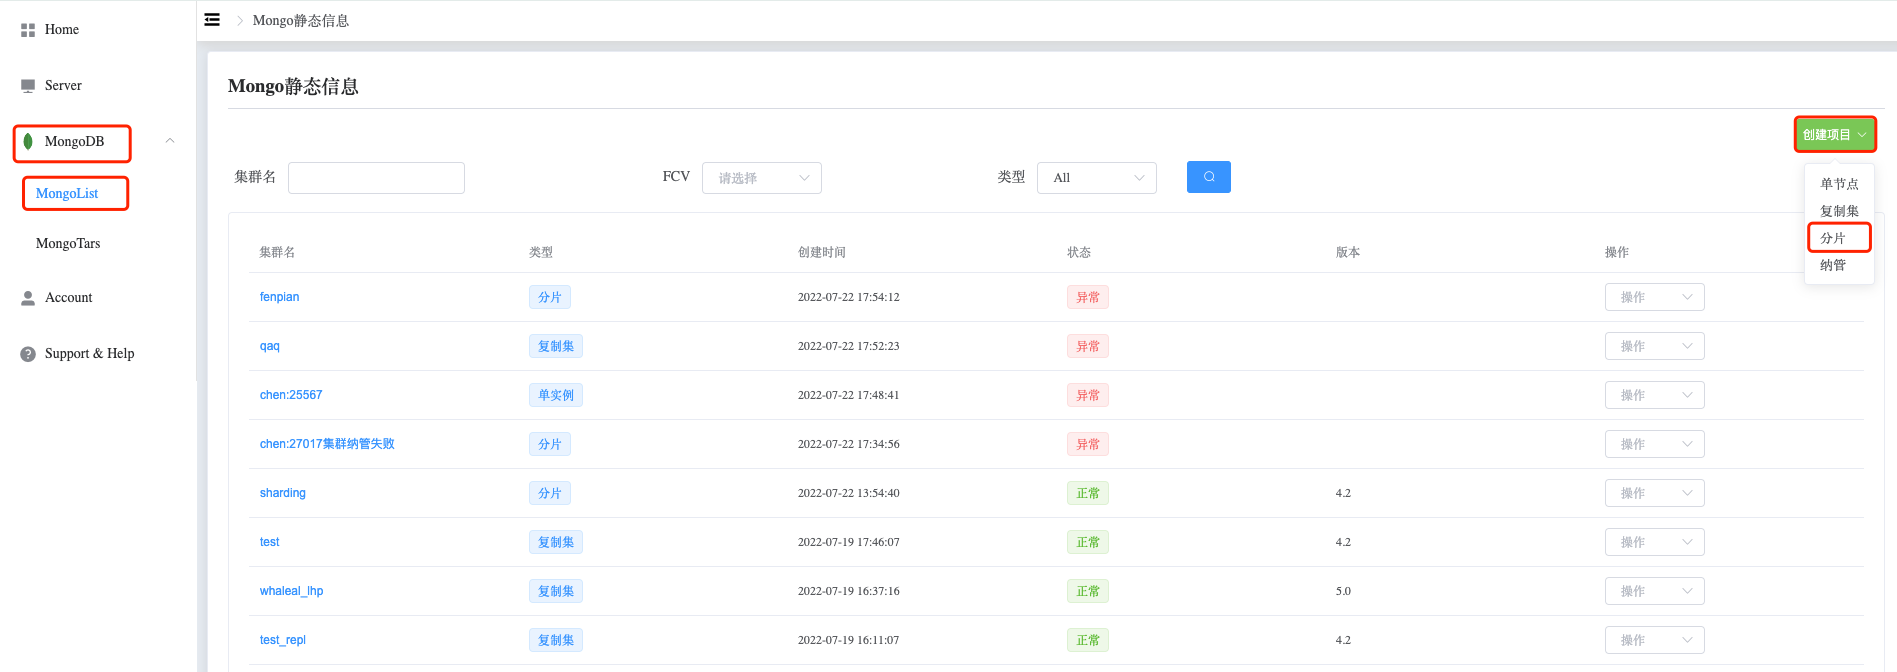 Home
Server
MongoDB
MongoList
MongoTars
Account
Support & Help
Mongo静态信息
Mongo静态信息
创建项目
单节点
复制集
分片
纳管
集群名 FCV 请选择 类型 All
集群名 类型 创建时间 状态 版本 操作
fenpian 分片 2022-07-22 17:54:12 异常 操作
qaq 复制集 2022-07-22 17:52:23 异常 操作
chen:25567 单实例 2022-07-22 17:48:41 异常 操作
chen:27017集群纳管失败 分片 2022-07-22 17:34:56 异常 操作
sharding 分片 2022-07-22 13:54:40 正常 4.2 操作
test 复制集 2022-07-19 17:46:07 正常 4.2 操作
whaleal_lhp 复制集 2022-07-19 16:37:16 正常 5.0 操作
test_repl 复制集 2022-07-19 16:11:07 正常 4.2 操作